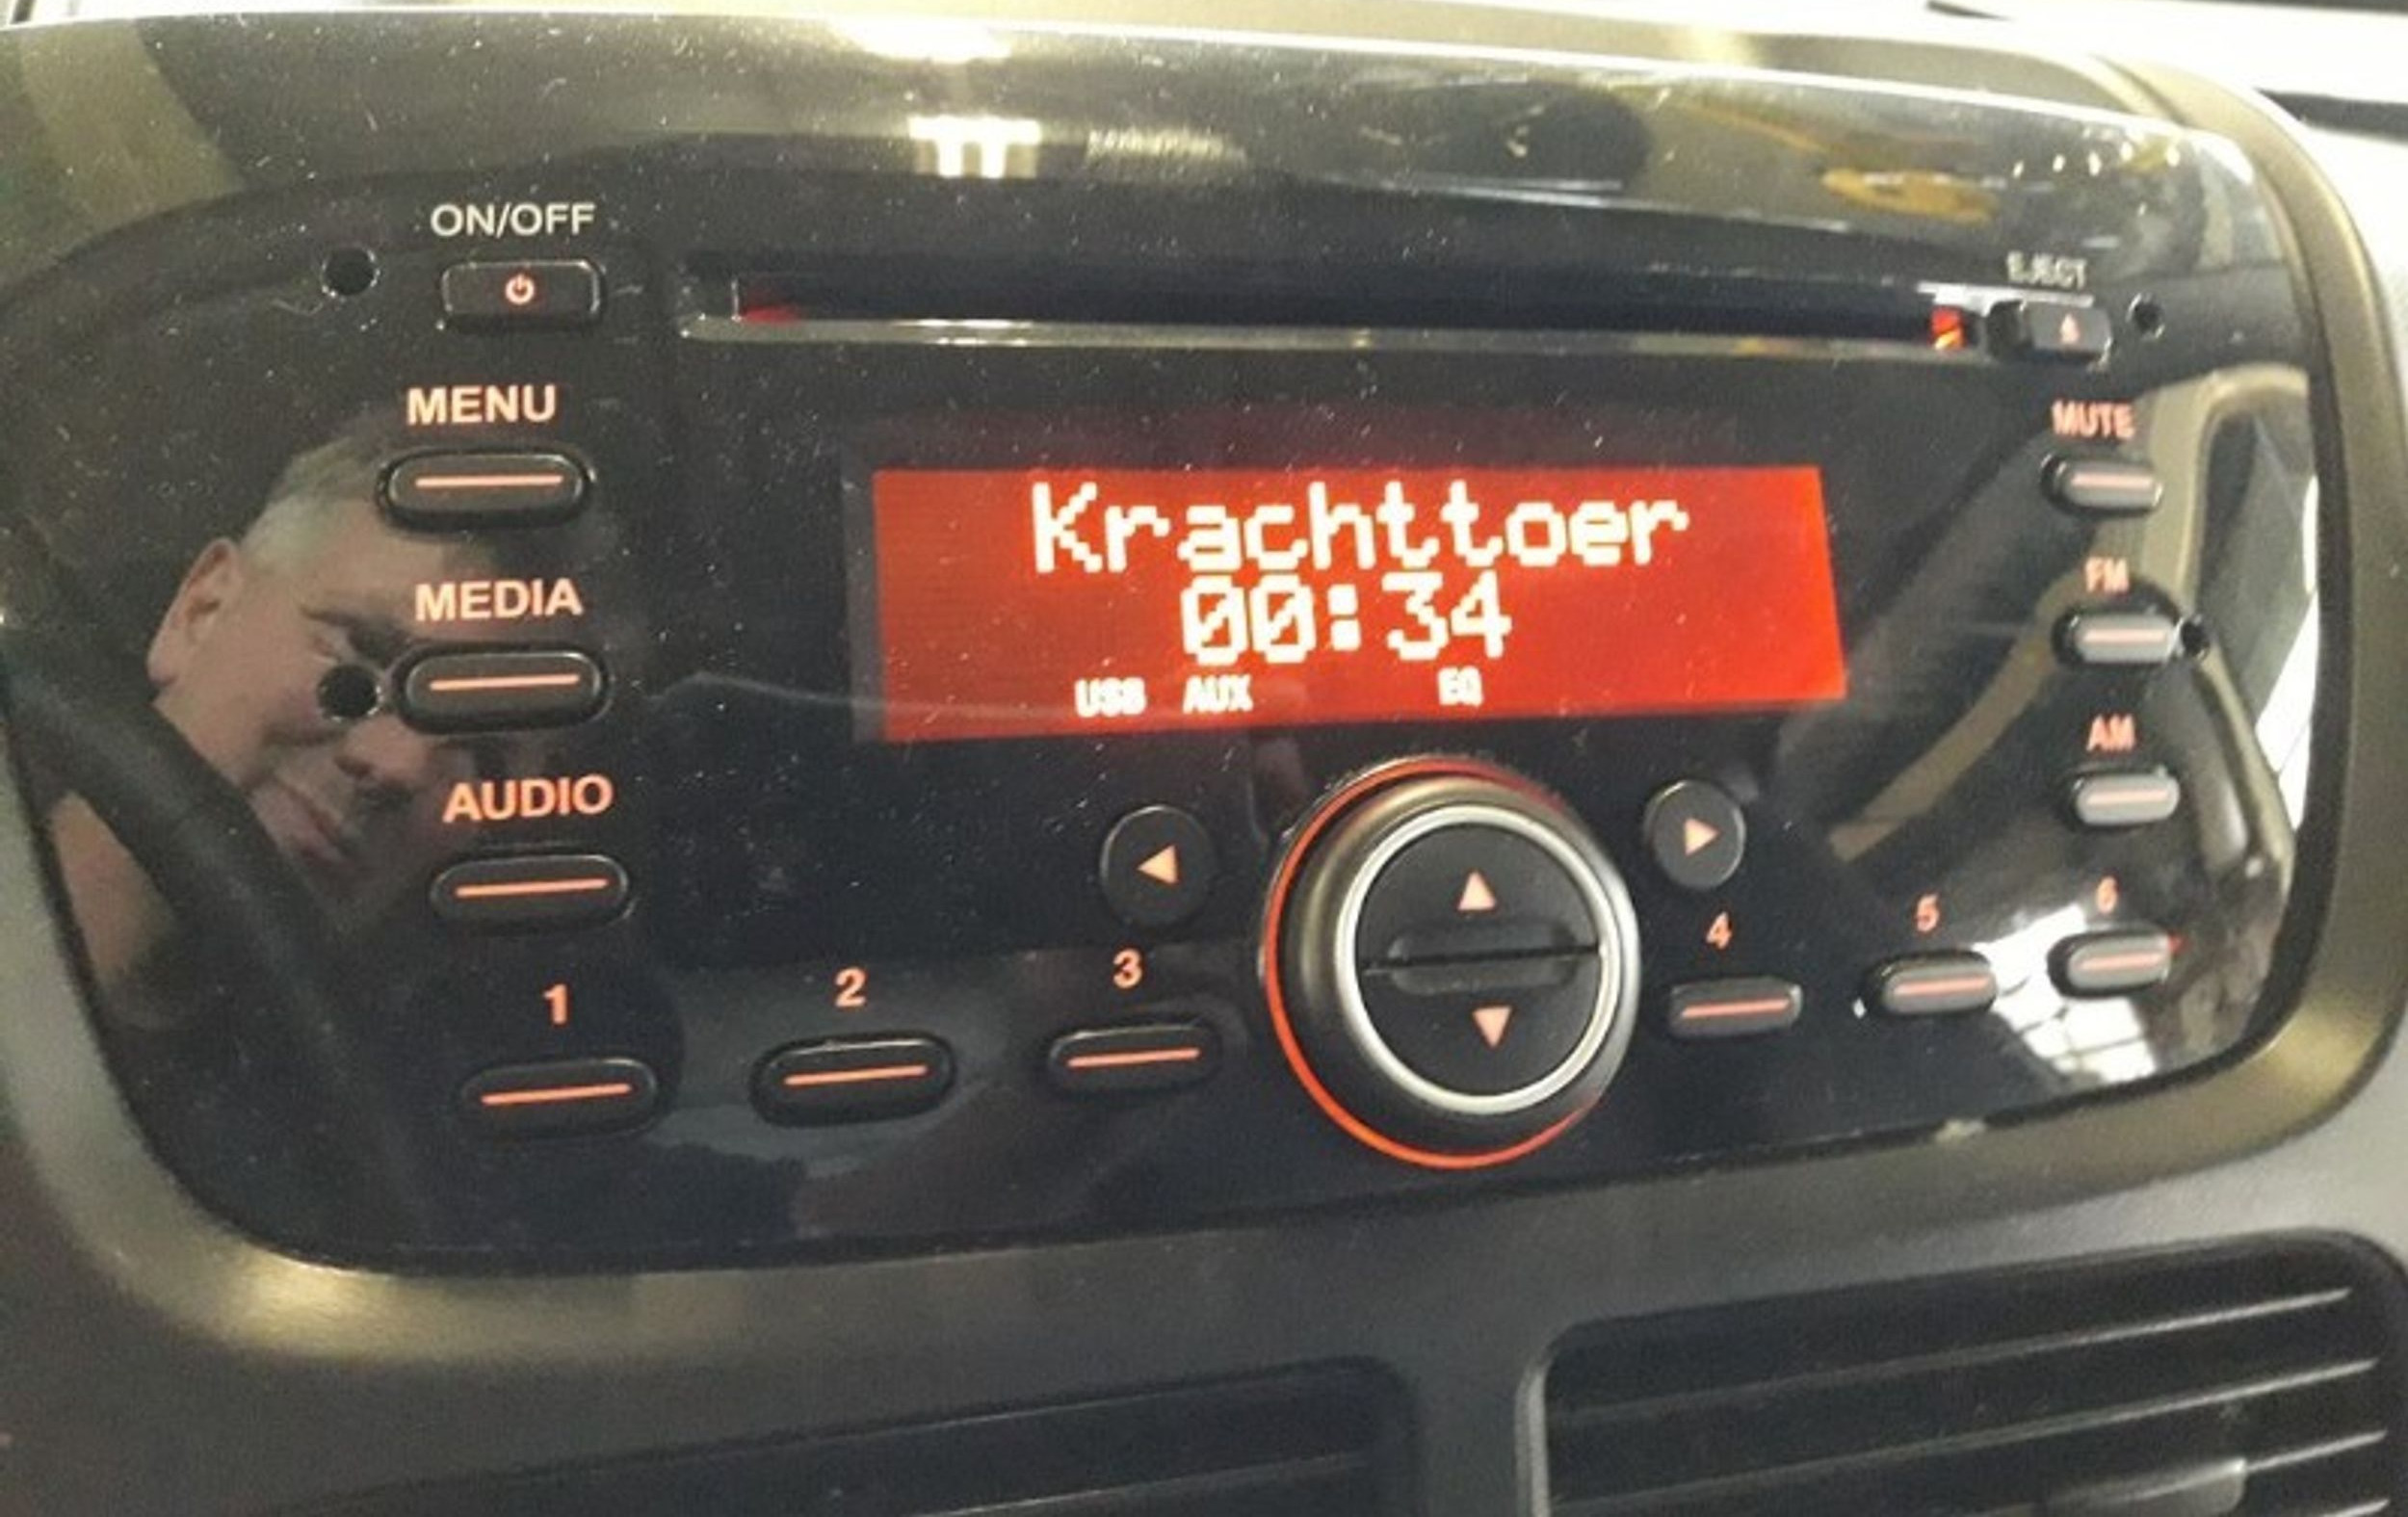 ON/OFF
EJECT
MENU
MUTE
Krachttoer
FM
MEDIA
00:34
USB AUX EQ
AM
AUDIO
1 2 3 4 5 6